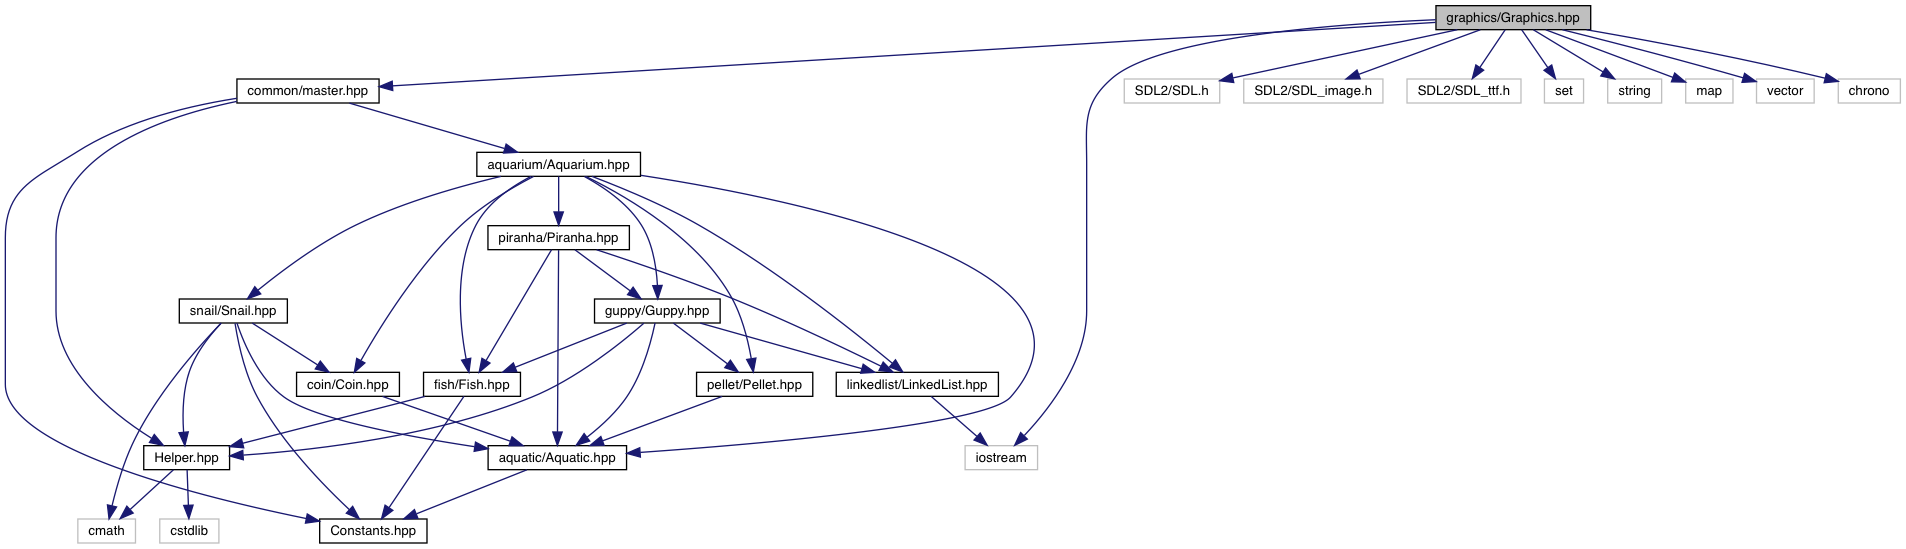 graphics/Graphics.hpp
common/master.hpp
SDL2/SDL.h
SDL2/SDL_image.h
SDL2/SDL_ttf.h
set
string
map
vector
chrono
aquarium/Aquarium.hpp
piranha/Piranha.hpp
snail/Snail.hpp
guppy/Guppy.hpp
coin/Coin.hpp
fish/Fish.hpp
pellet/Pellet.hpp
linkedlist/LinkedList.hpp
Helper.hpp
aquatic/Aquatic.hpp
iostream
cmath
cstdlib
Constants.hpp